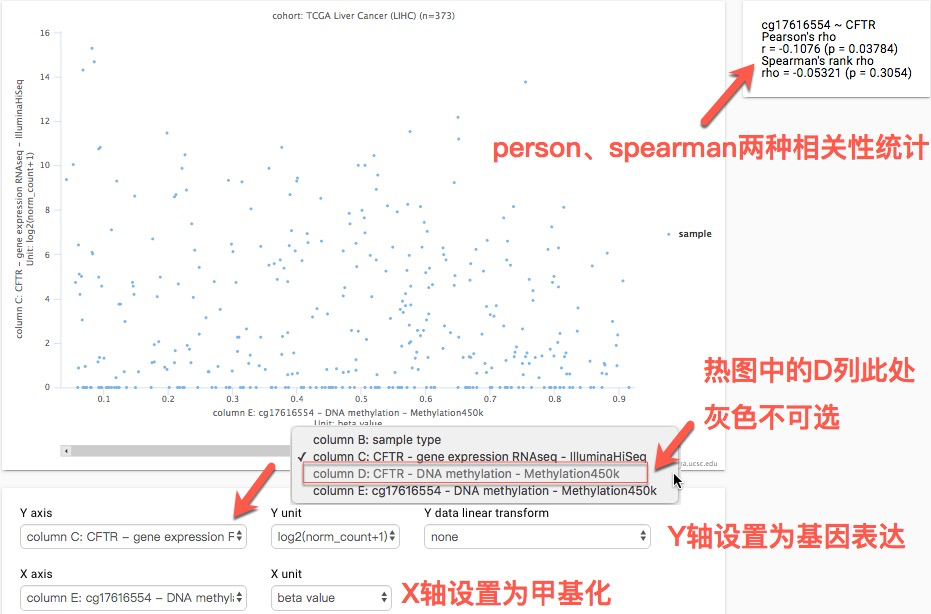 cohort: TCGA Liver Cancer (LIHC) (n=373)
cg17616554 ~ CFTR
Pearson's rho
r = -0.1076 (p = 0.03784)
Spearman's rank rho
rho = -0.05321 (p = 0.3054)
person、spearman两种相关性统计
column C: CFTR - gene expression RNAseq - IlluminaHiSeq
Unit: log2(norm_count+1)
16
14
12
10
8
6
4
2
0
sample
0.1 0.2 0.3 0.4 0.5 0.6 0.7 0.8 0.9
column E: cg17616554 - DNA methylation - Methylation450k
Unit: beta value
热图中的D列此处
灰色不可选
column B: sample type
✓ column C: CFTR - gene expression RNAseq - IlluminaHiSeq
column D: CFTR - DNA methylation - Methylation450k
column E: cg17616554 - DNA methylation - Methylation450k
ra.ucsc.edu
Y axis Y unit Y data linear transform
column C: CFTR - gene expression F log2(norm_count+1) none
Y轴设置为基因表达
X axis X unit
column E: cg17616554 - DNA methyl: beta value
X轴设置为甲基化